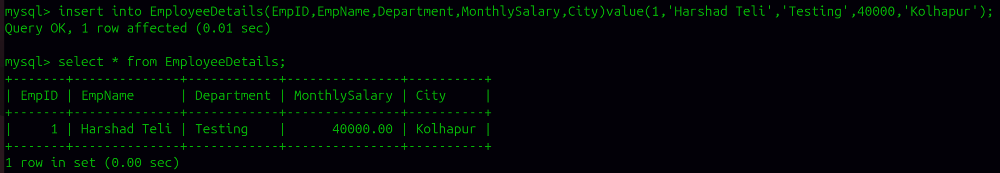 mysql> insert into EmployeeDetails(EmpID,EmpName,Department,MonthlySalary,City)value(1,'Harshad Teli','Testing',40000,'Kolhapur');
Query OK, 1 row affected (0.01 sec)

mysql> select * from EmployeeDetails;
+-------+--------------+------------+---------------+----------+
| EmpID | EmpName      | Department | MonthlySalary | City     |
+-------+--------------+------------+---------------+----------+
|     1 | Harshad Teli | Testing    |      40000.00 | Kolhapur |
+-------+--------------+------------+---------------+----------+
1 row in set (0.00 sec)